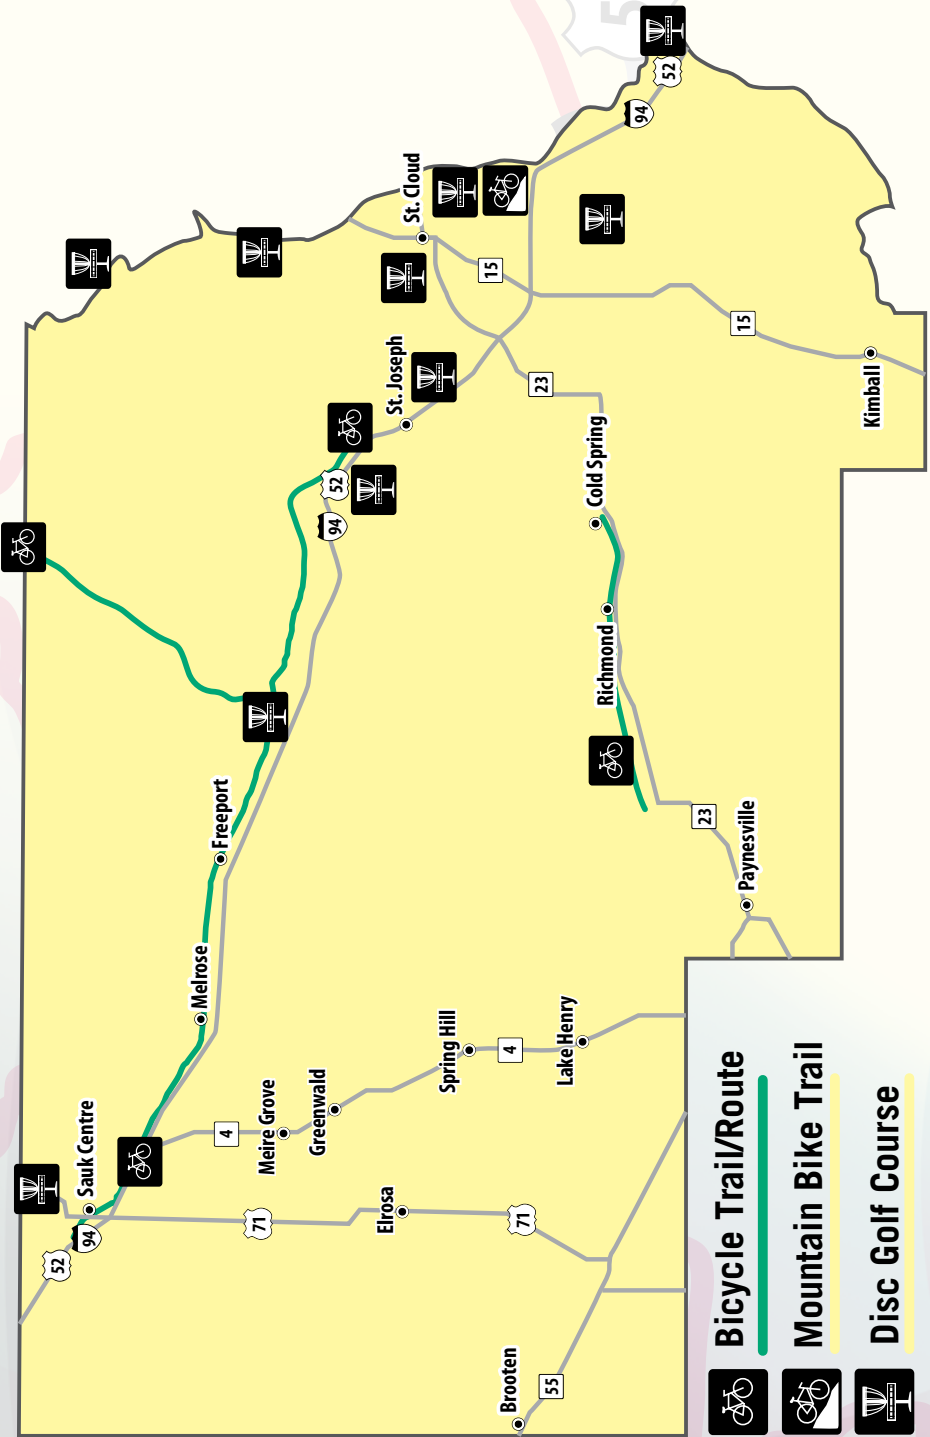 52
94
Sauk Centre
Melrose
Freeport
4
71
Meire Grove
Greenwald
94
52
Elrosa
St. Joseph
St. Cloud
Spring Hill
15
Brooten
71
4
23
55
Lake Henry
Cold Spring
Richmond
94
52
23
15
Paynesville
Kimball
Bicycle Trail/Route
Mountain Bike Trail
Disc Golf Course